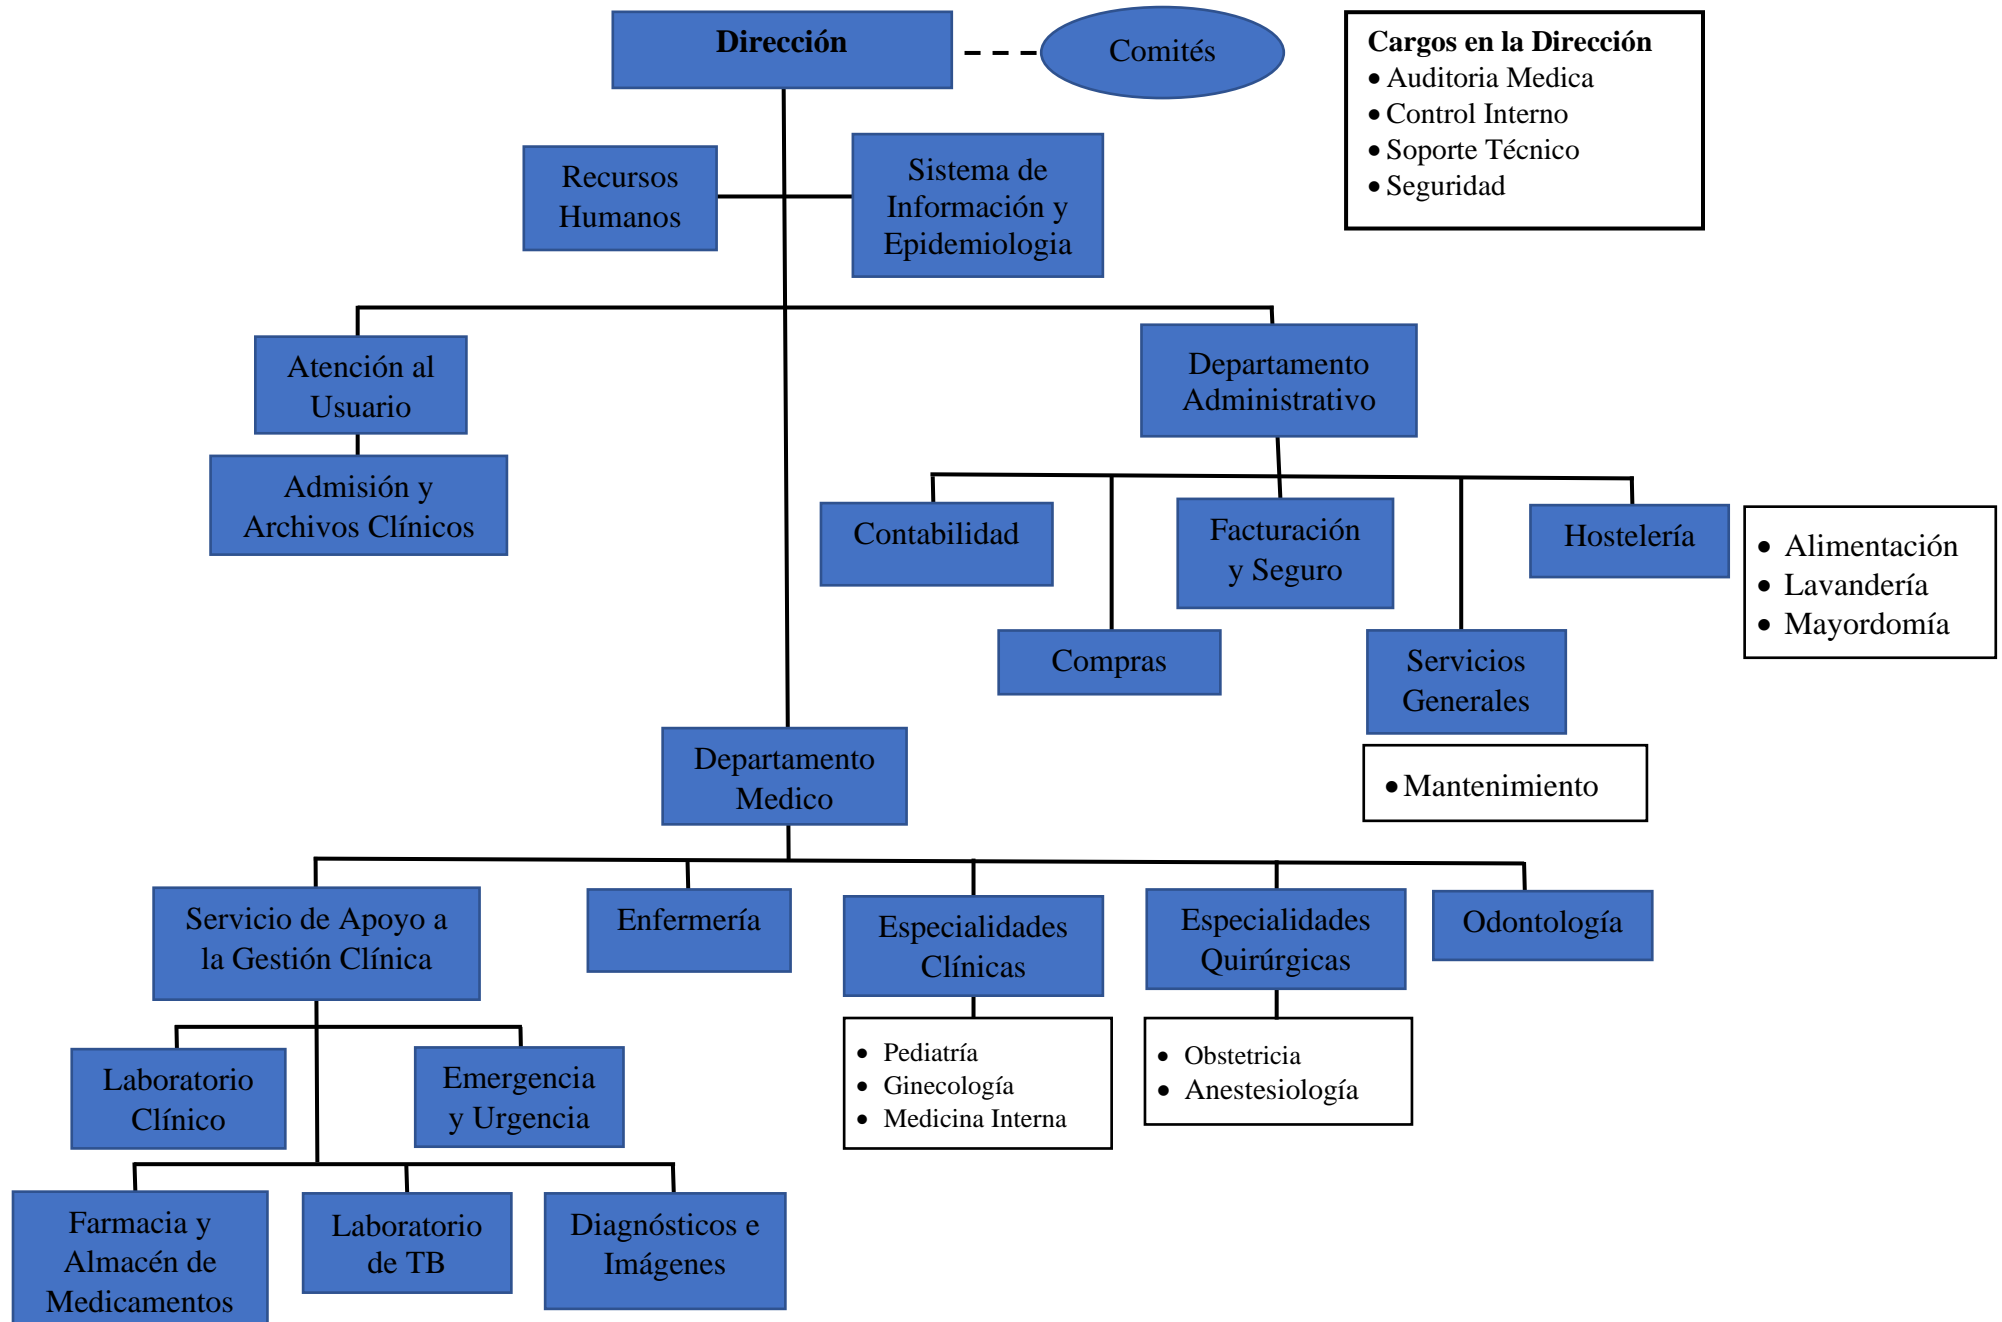 Dirección
Comités
Cargos en la Dirección
• Auditoria Medica
• Control Interno
• Soporte Técnico
• Seguridad
Recursos
Humanos
Sistema de
Información y
Epidemiologia
Atención al
Usuario
Departamento
Administrativo
Admisión y
Archivos Clínicos
Contabilidad
Facturación
y Seguro
Hostelería
• Alimentación
• Lavandería
• Mayordomía
Compras
Servicios
Generales
• Mantenimiento
Departamento
Medico
Servicio de Apoyo a
la Gestión Clínica
Enfermería
Especialidades
Clínicas
Especialidades
Quirúrgicas
Odontología
• Pediatría
• Ginecología
• Medicina Interna
• Obstetricia
• Anestesiología
Laboratorio
Clínico
Emergencia
y Urgencia
Farmacia y
Almacén de
Medicamentos
Laboratorio
de TB
Diagnósticos e
Imágenes